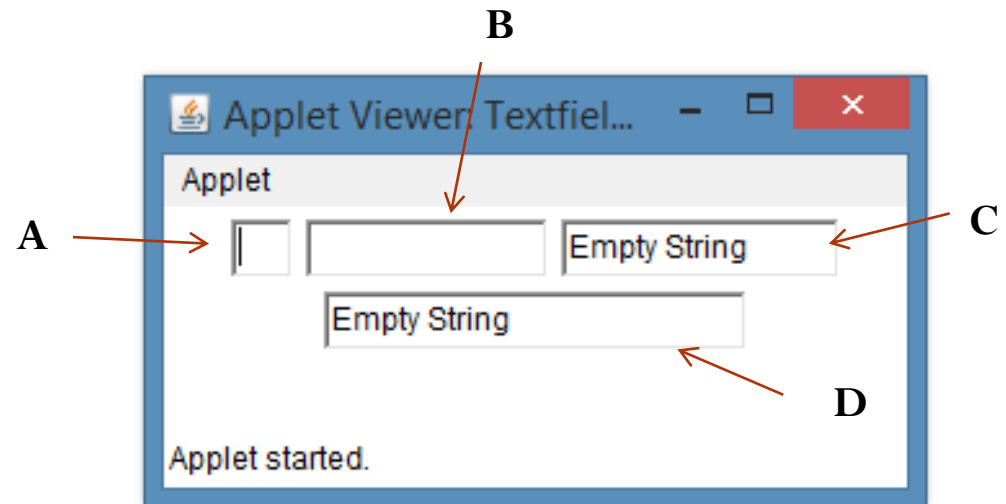 B
Applet Viewer: Textfiel...
Applet
A
Empty String
C
Empty String
D
Applet started.